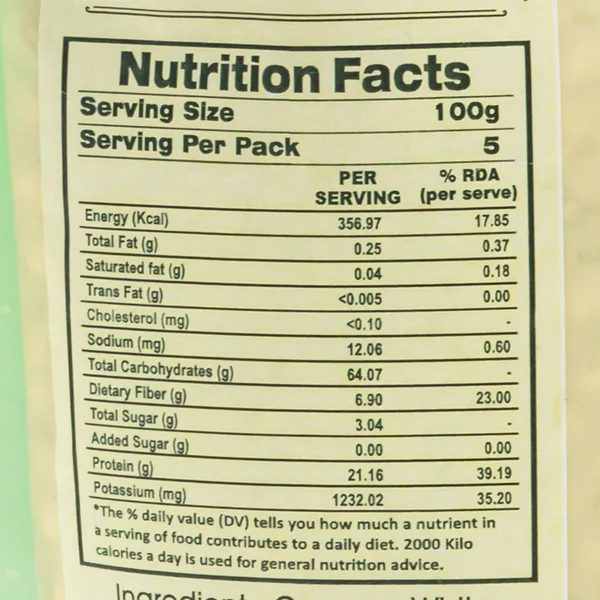 Nutrition Facts
Serving Size 100g
Serving Per Pack 5
PER SERVING % RDA (per serve)
Energy (Kcal) 356.97 17.85
Total Fat (g) 0.25 0.37
Saturated fat (g) 0.04 0.18
Trans Fat (g) <0.005 0.00
Cholesterol (mg) <0.10 -
Sodium (mg) 12.06 0.60
Total Carbohydrates (g) 64.07 -
Dietary Fiber (g) 6.90 23.00
Total Sugar (g) 3.04 -
Added Sugar (g) 0.00 0.00
Protein (g) 21.16 39.19
Potassium (mg) 1232.02 35.20
*The % daily value (DV) tells you how much a nutrient in
a serving of food contributes to a daily diet. 2000 Kilo
calories a day is used for general nutrition advice.